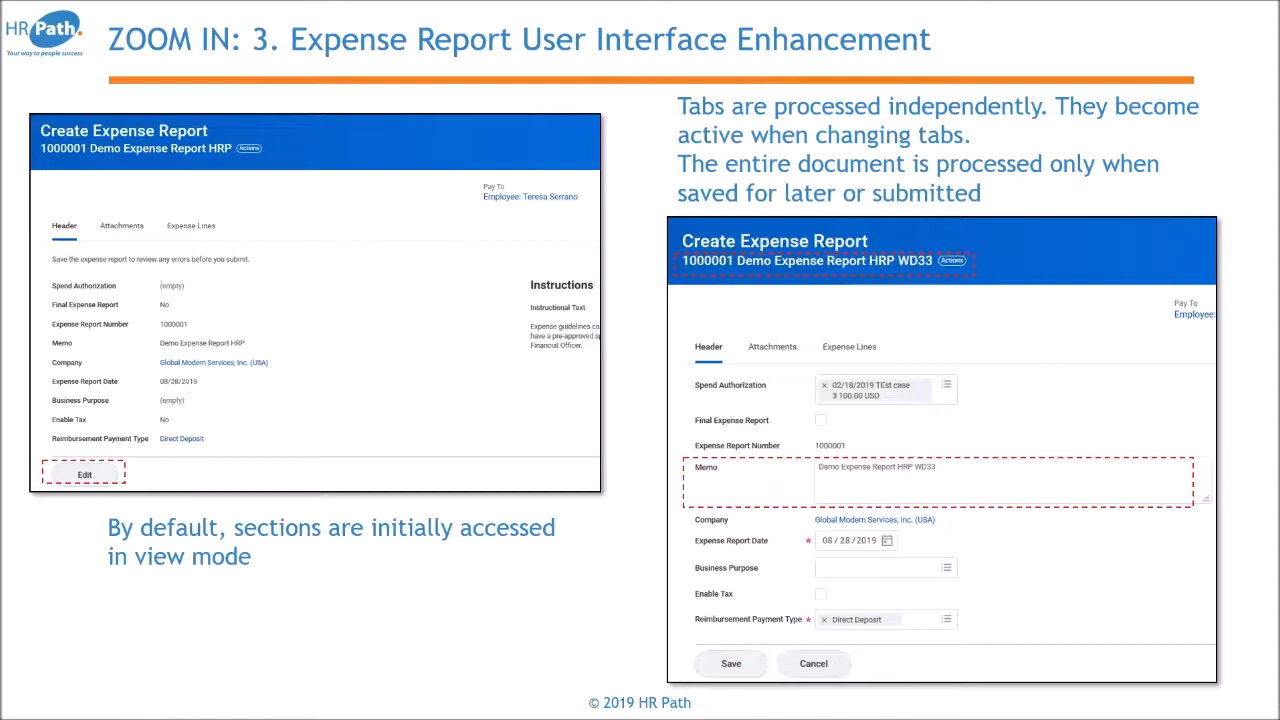 HR Path.
Your way to people success
ZOOM IN: 3. Expense Report User Interface Enhancement
Create Expense Report
1000001 Demo Expense Report HRP Actions
Pay To
Employee: Teresa Serrano
Header Attachments Expense Lines
Save the expense report to review any errors before you submit.
Spend Authorization (empty)
Final Expense Report No
Expense Report Number 1000001
Memo Demo Expense Report HRP
Company Global Modern Services, Inc. (USA)
Expense Report Date 08/28/2019
Business Purpose (empty)
Enable Tax No
Reimbursement Payment Type Direct Deposit
Instructions
Instructional Text
Expense guidelines ca
have a pre-approved s
Financial Officer.
Edit
By default, sections are initially accessed
in view mode
Tabs are processed independently. They become
active when changing tabs.
The entire document is processed only when
saved for later or submitted
Create Expense Report
1000001 Demo Expense Report HRP WD33 Actions
Pay To
Employee:
Header Attachments Expense Lines
Spend Authorization × 02/18/2019 TEst case
3 100.00 USD
Final Expense Report
Expense Report Number 1000001
Memo Demo Expense Report HRP WD33
Company Global Modern Services, Inc. (USA)
Expense Report Date * 08 / 28 / 2019
Business Purpose
Enable Tax
Reimbursement Payment Type * × Direct Deposit
Save Cancel
© 2019 HR Path